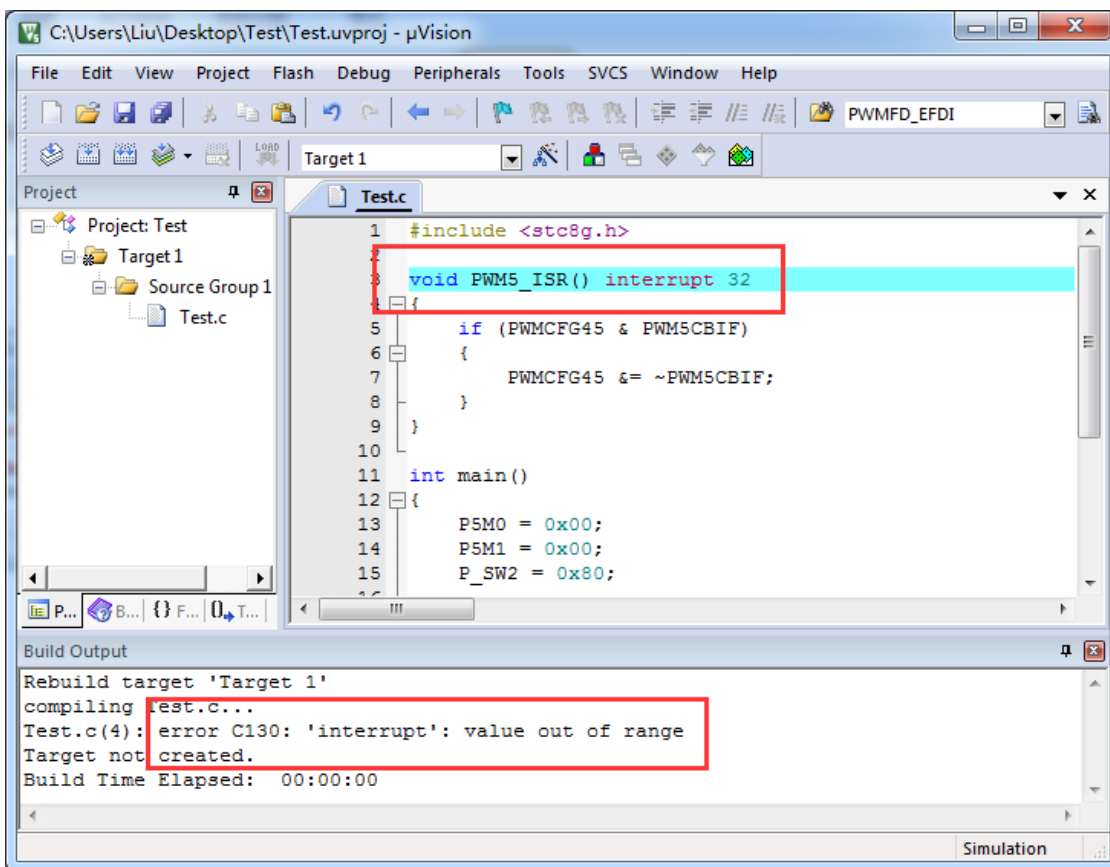 C:\Users\Liu\Desktop\Test\Test.uvproj - µVision
File Edit View Project Flash Debug Peripherals Tools SVCS Window Help
PWMFD_EFDI
LOAD Target 1
Project
Test.c
Project: Test
Target 1
Source Group 1
Test.c
1 #include <stc8g.h>
2
3 void PWM5_ISR() interrupt 32
4 {
5 if (PWMCFG45 & PWM5CBIF)
6 {
7 PWMCFG45 &= ~PWM5CBIF;
8 }
9 }
10
11 int main()
12 {
13 P5M0 = 0x00;
14 P5M1 = 0x00;
15 P_SW2 = 0x80;
P... B... {} F... 0 T...
Build Output
Rebuild target 'Target 1'
compiling Test.c...
Test.c(4): error C130: 'interrupt': value out of range
Target not created.
Build Time Elapsed: 00:00:00
Simulation